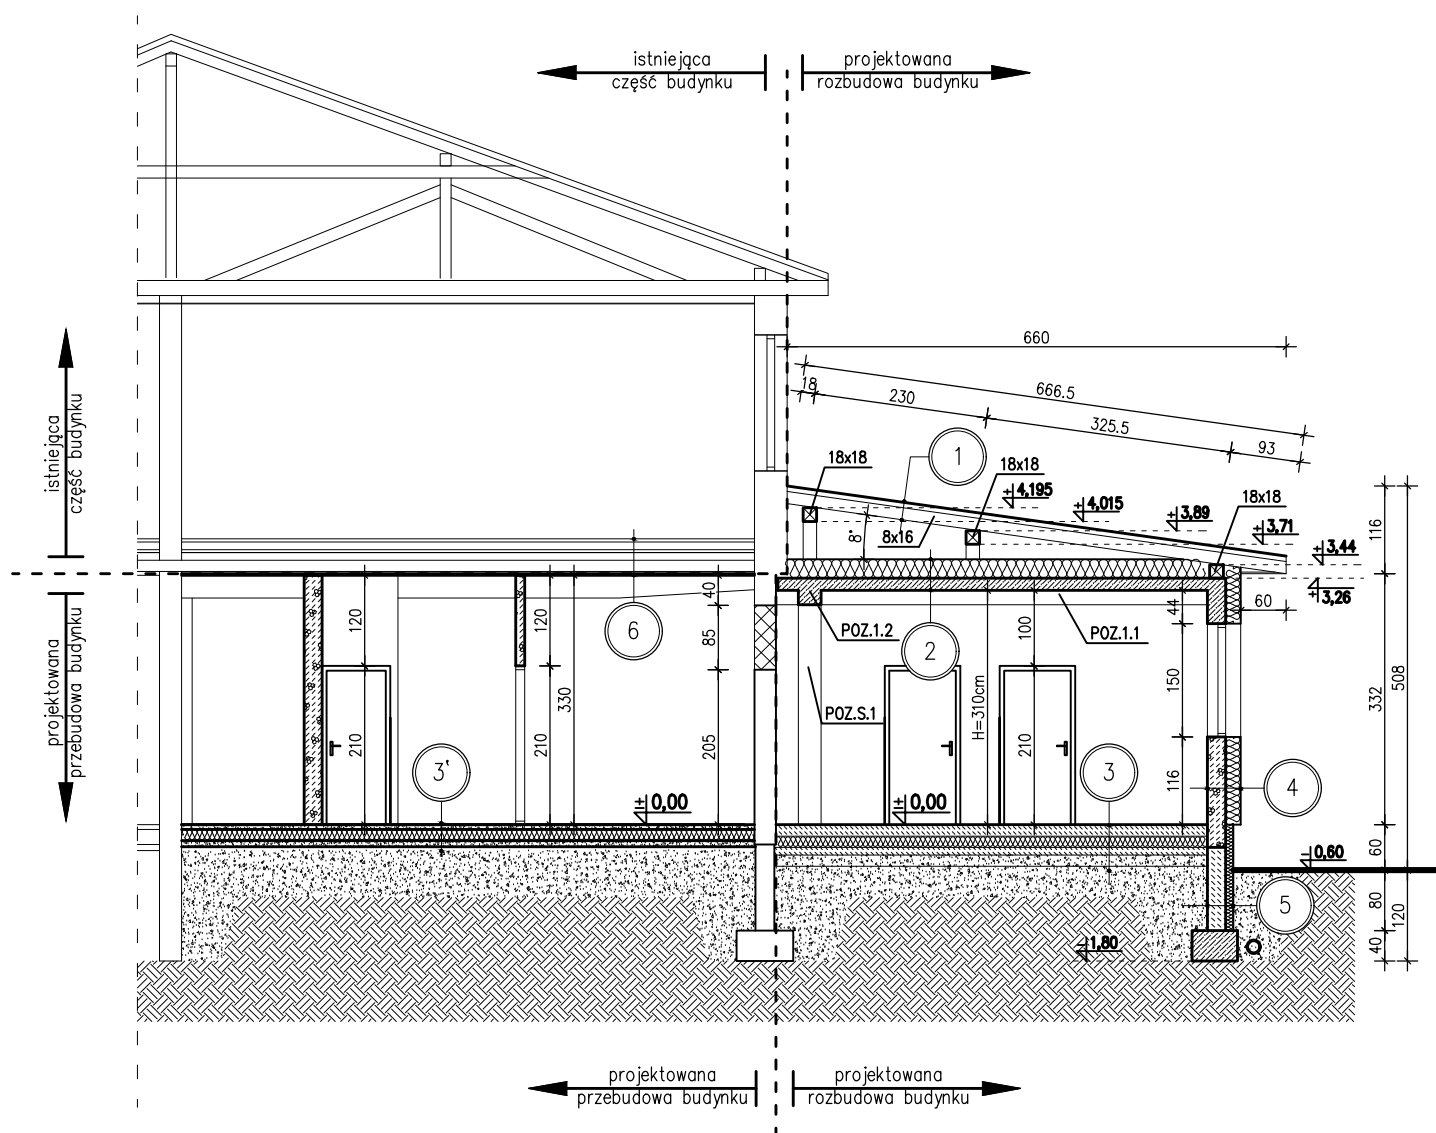 istniejąca
część budynku
projektowana
rozbudowa budynku
660
666.5
18
230
325.5
93
istniejąca
część budynku
1
18x18
18x18
± 4,195
18x18
± 4,015
± 3,89
± 3,71
± 3,44
± 3,26
8°
8x16
116
60
projektowana
przebudowa budynku
120
120
40
6
85
POZ.1.2
2
100
POZ.1.1
44
330
H=310cm
150
332
508
POZ.S.1
210
210
205
210
116
3'
3
4
± 0,00
± 0,00
60
- 0,60
5
80
120
- 1,80
40
projektowana
przebudowa budynku
projektowana
rozbudowa budynku